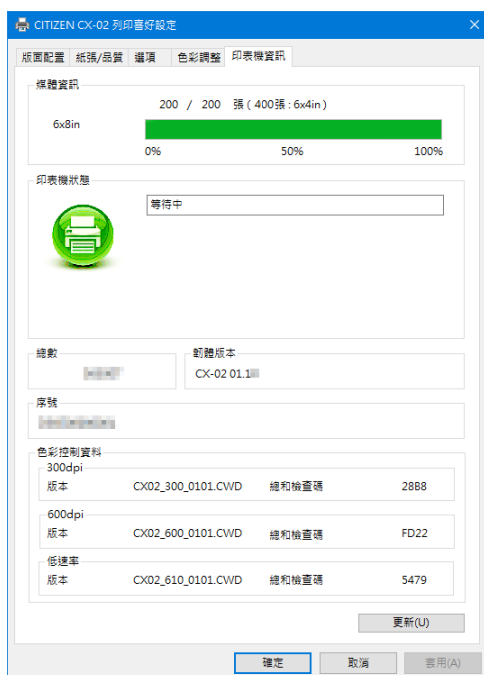 CITIZEN CX-02 列印喜好設定
版面配置 紙張/品質 選項 色彩調整 印表機資訊
媒體資訊
200 / 200 張 ( 400張 : 6x4in )
6x8in
0% 50% 100%
印表機狀態
等待中
總數 韌體版本
CX-02 01.1
序號
色彩控制資料
300dpi
版本 CX02_300_0101.CWD 總和檢查碼 28B8
600dpi
版本 CX02_600_0101.CWD 總和檢查碼 FD22
低速率
版本 CX02_610_0101.CWD 總和檢查碼 5479
更新(U)
確定 取消 套用(A)